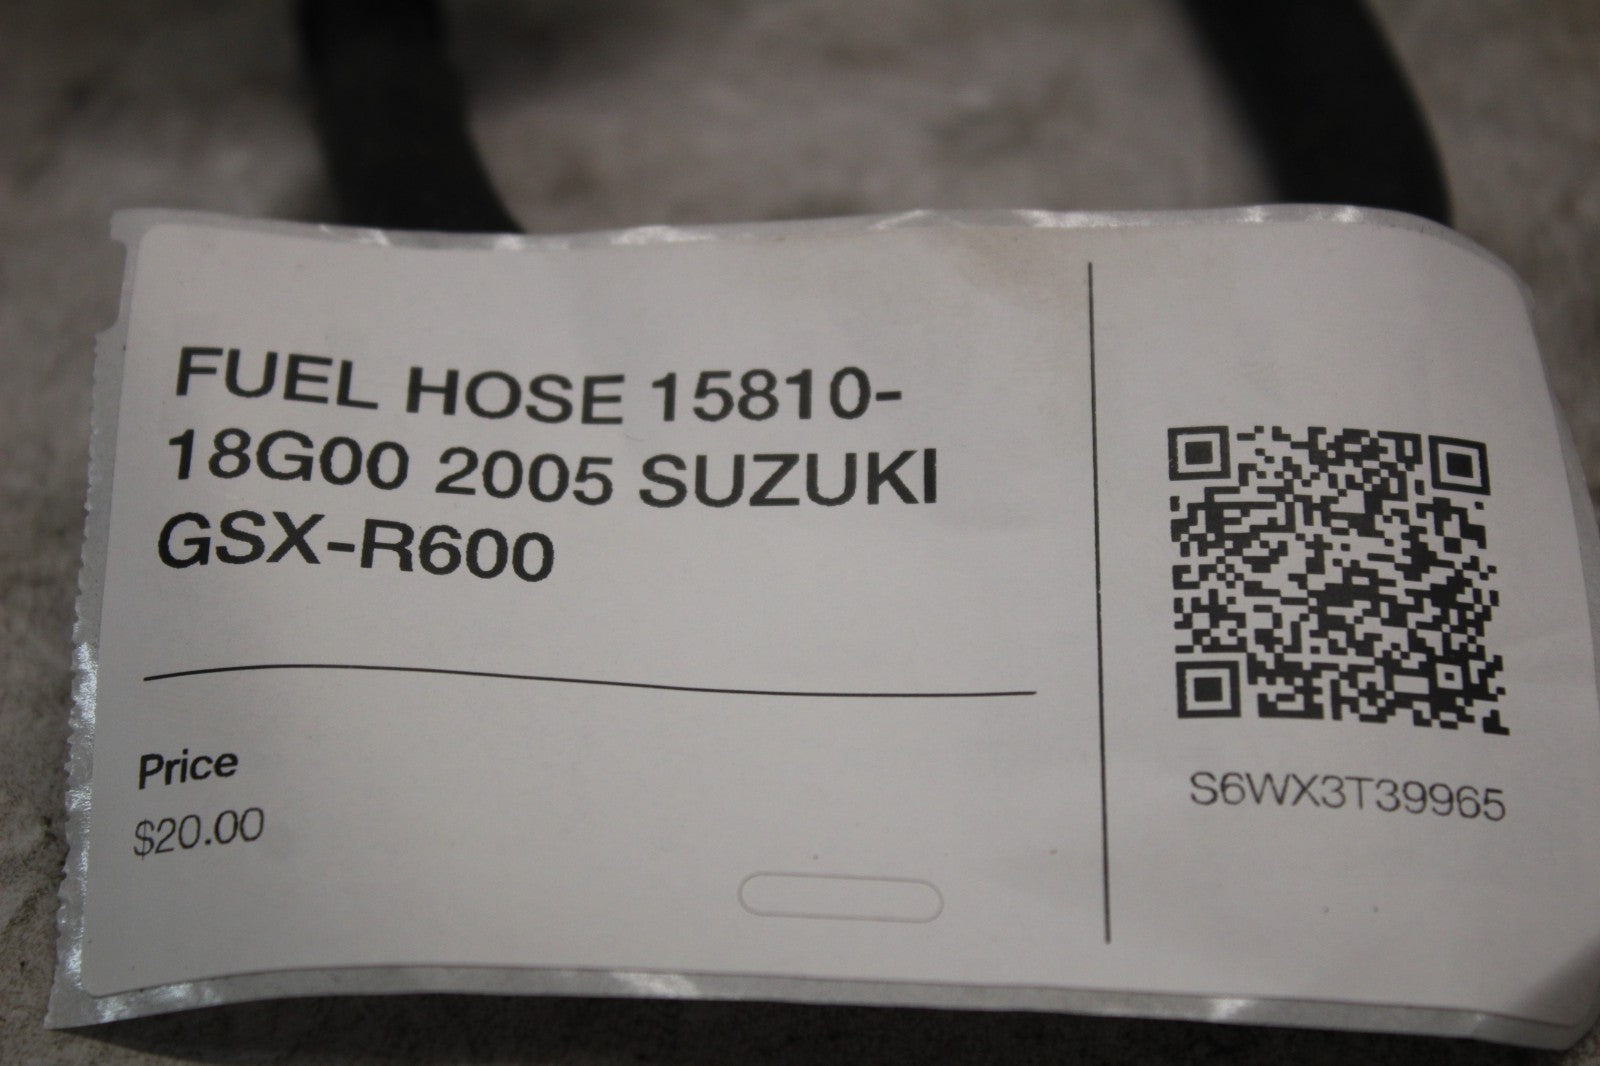 FUEL HOSE 15810-
18G00 2005 SUZUKI
GSX-R600
Price
$20.00
S6WX3T39965